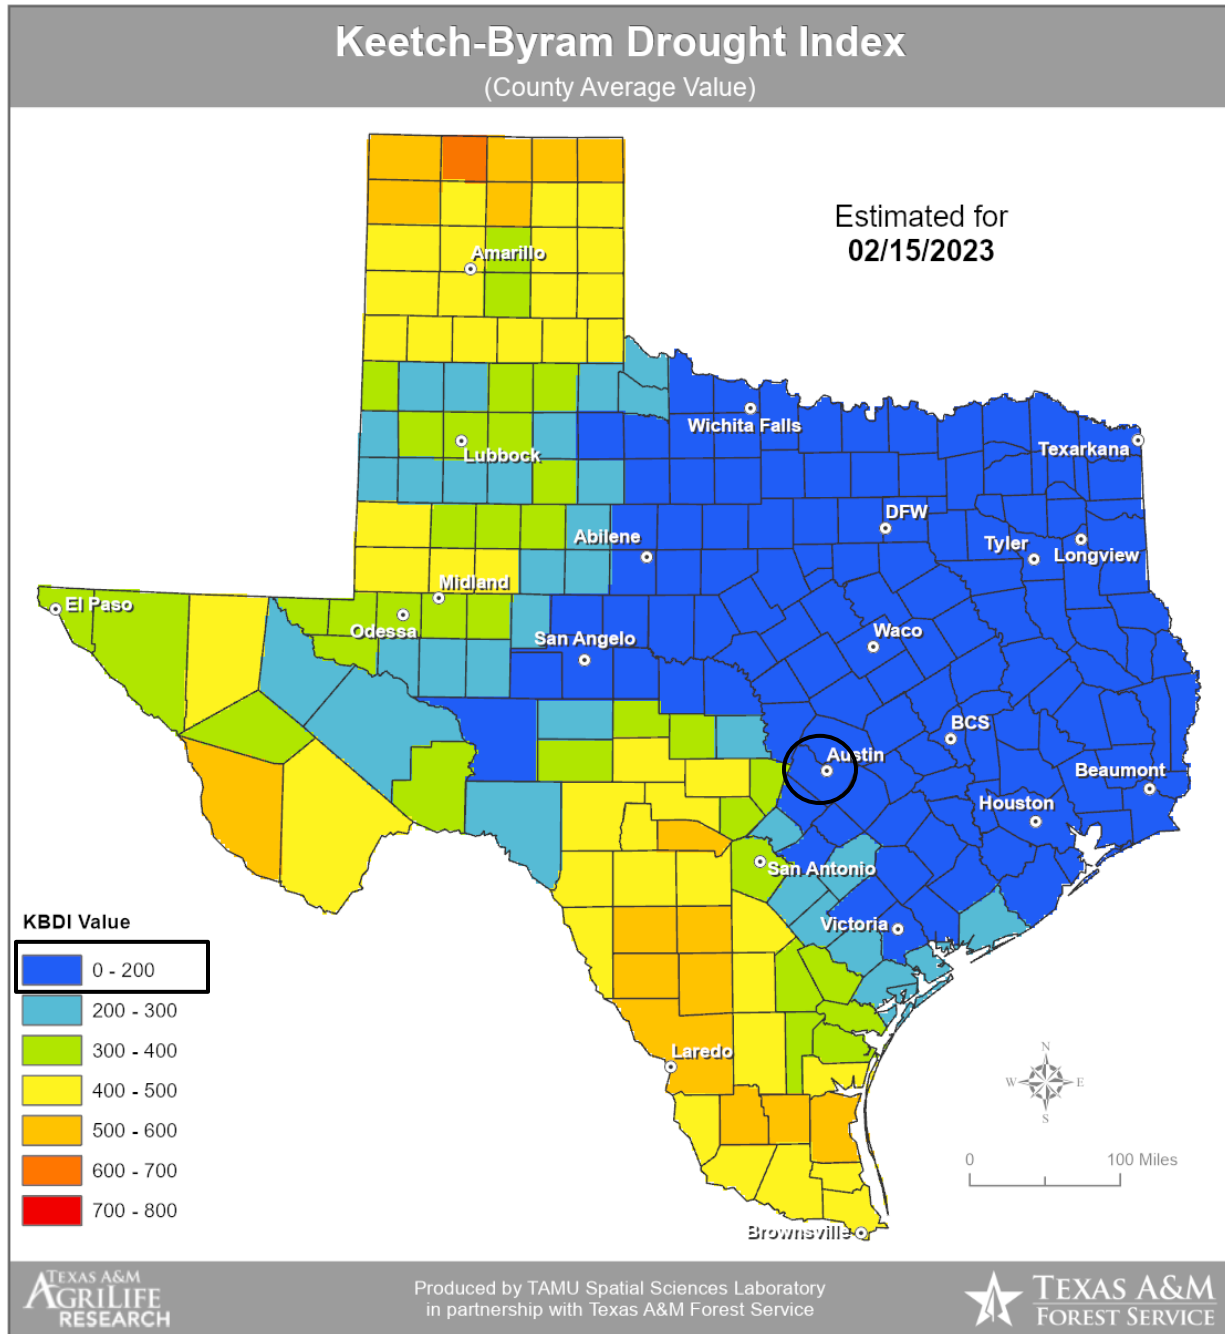 Keetch-Byram Drought Index
(County Average Value)
Estimated for
02/15/2023
Amarillo
Wichita Falls
Texarkana
Lubbock
DFW
Abilene
Tyler
Longview
Midland
El Paso
Odessa
San Angelo
Waco
BCS
Austin
Beaumont
Houston
San Antonio
Victoria
KBDI Value
0 - 200
200 - 300
300 - 400
400 - 500
500 - 600
600 - 700
700 - 800
Laredo
N
W
E
S
0
100 Miles
Brownsville
TEXAS A&M
AGRILIFE
RESEARCH
Produced by TAMU Spatial Sciences Laboratory
in partnership with Texas A&M Forest Service
TEXAS A&M
FOREST SERVICE